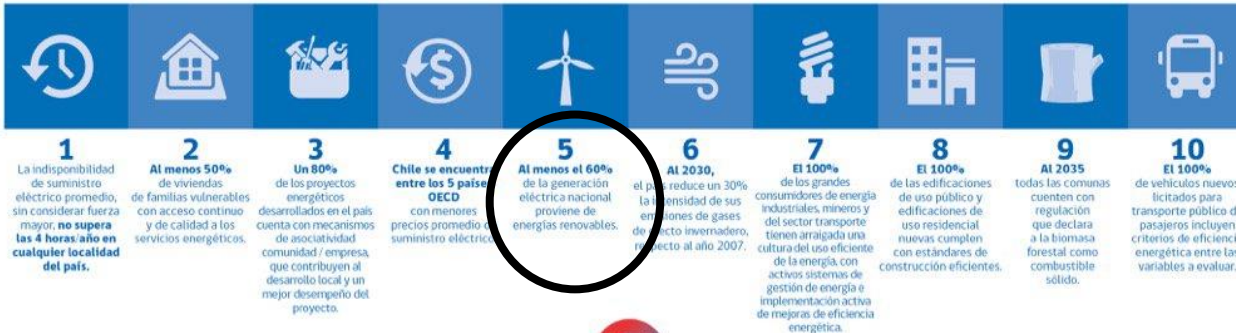 1
La indisponibilidad
de suministro
eléctrico promedio,
sin considerar fuerza
mayor, no supera
las 4 horas/año en
cualquier localidad
del país.
2
Al menos 50%
de viviendas
de familias vulnerables
con acceso continuo
y de calidad a los
servicios energéticos.
3
Un 80%
de los proyectos
energéticos
desarrollados en el país
cuenta con mecanismos
de asociatividad
comunidad / empresa,
que contribuyen al
desarrollo local y un
mejor desempeño del
proyecto.
4
Chile se encuentra
entre los 5 países
OECD
con menores
precios promedio de
suministro eléctrico.
5
Al menos el 60%
de la generación
eléctrica nacional
proviene de
energías renovables.
6
Al 2030,
el país reduce un 30%
la intensidad de sus
emisiones de gases
de efecto invernadero,
respecto al año 2007.
7
El 100%
de los grandes
consumidores de energía
industriales, mineros y
del sector transporte
tienen arraigada una
cultura del uso eficiente
de la energía, con
activos sistemas de
gestión de energía e
implementación activa
de mejoras de eficiencia
energética.
8
El 100%
de las edificaciones
de uso público y
edificaciones de
uso residencial
nuevas cumplen
con estándares de
construcción eficientes.
9
Al 2035
todas las comunas
cuenten con
regulación
que declara
a la biomasa
forestal como
combustible
sólido.
10
El 100%
de vehículos nuevos
licitados para
transporte público d
pasajeros incluyen
criterios de eficienci
energética entre las
variables a evaluar.